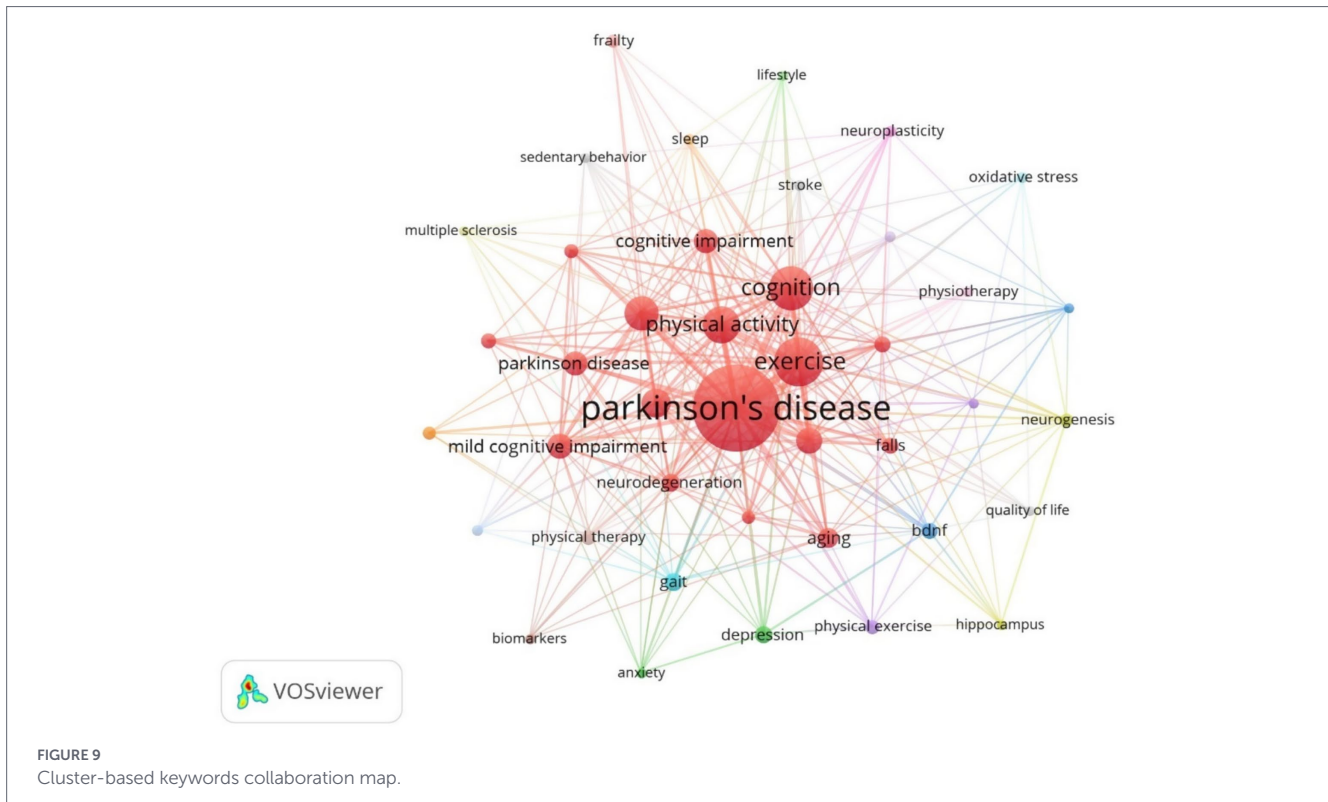 frailty
lifestyle
neuroplasticity
sleep
sedentary behavior
oxidative stress
stroke
multiple sclerosis
cognitive impairment
cognition
physiotherapy
physical activity
parkinson disease
exercise
parkinson's disease
neurogenesis
mild cognitive impairment
falls
neurodegeneration
quality of life
physical therapy
aging
bdnf
gait
biomarkers
depression
physical exercise
hippocampus
anxiety
VOSviewer
FIGURE 9
Cluster-based keywords collaboration map.